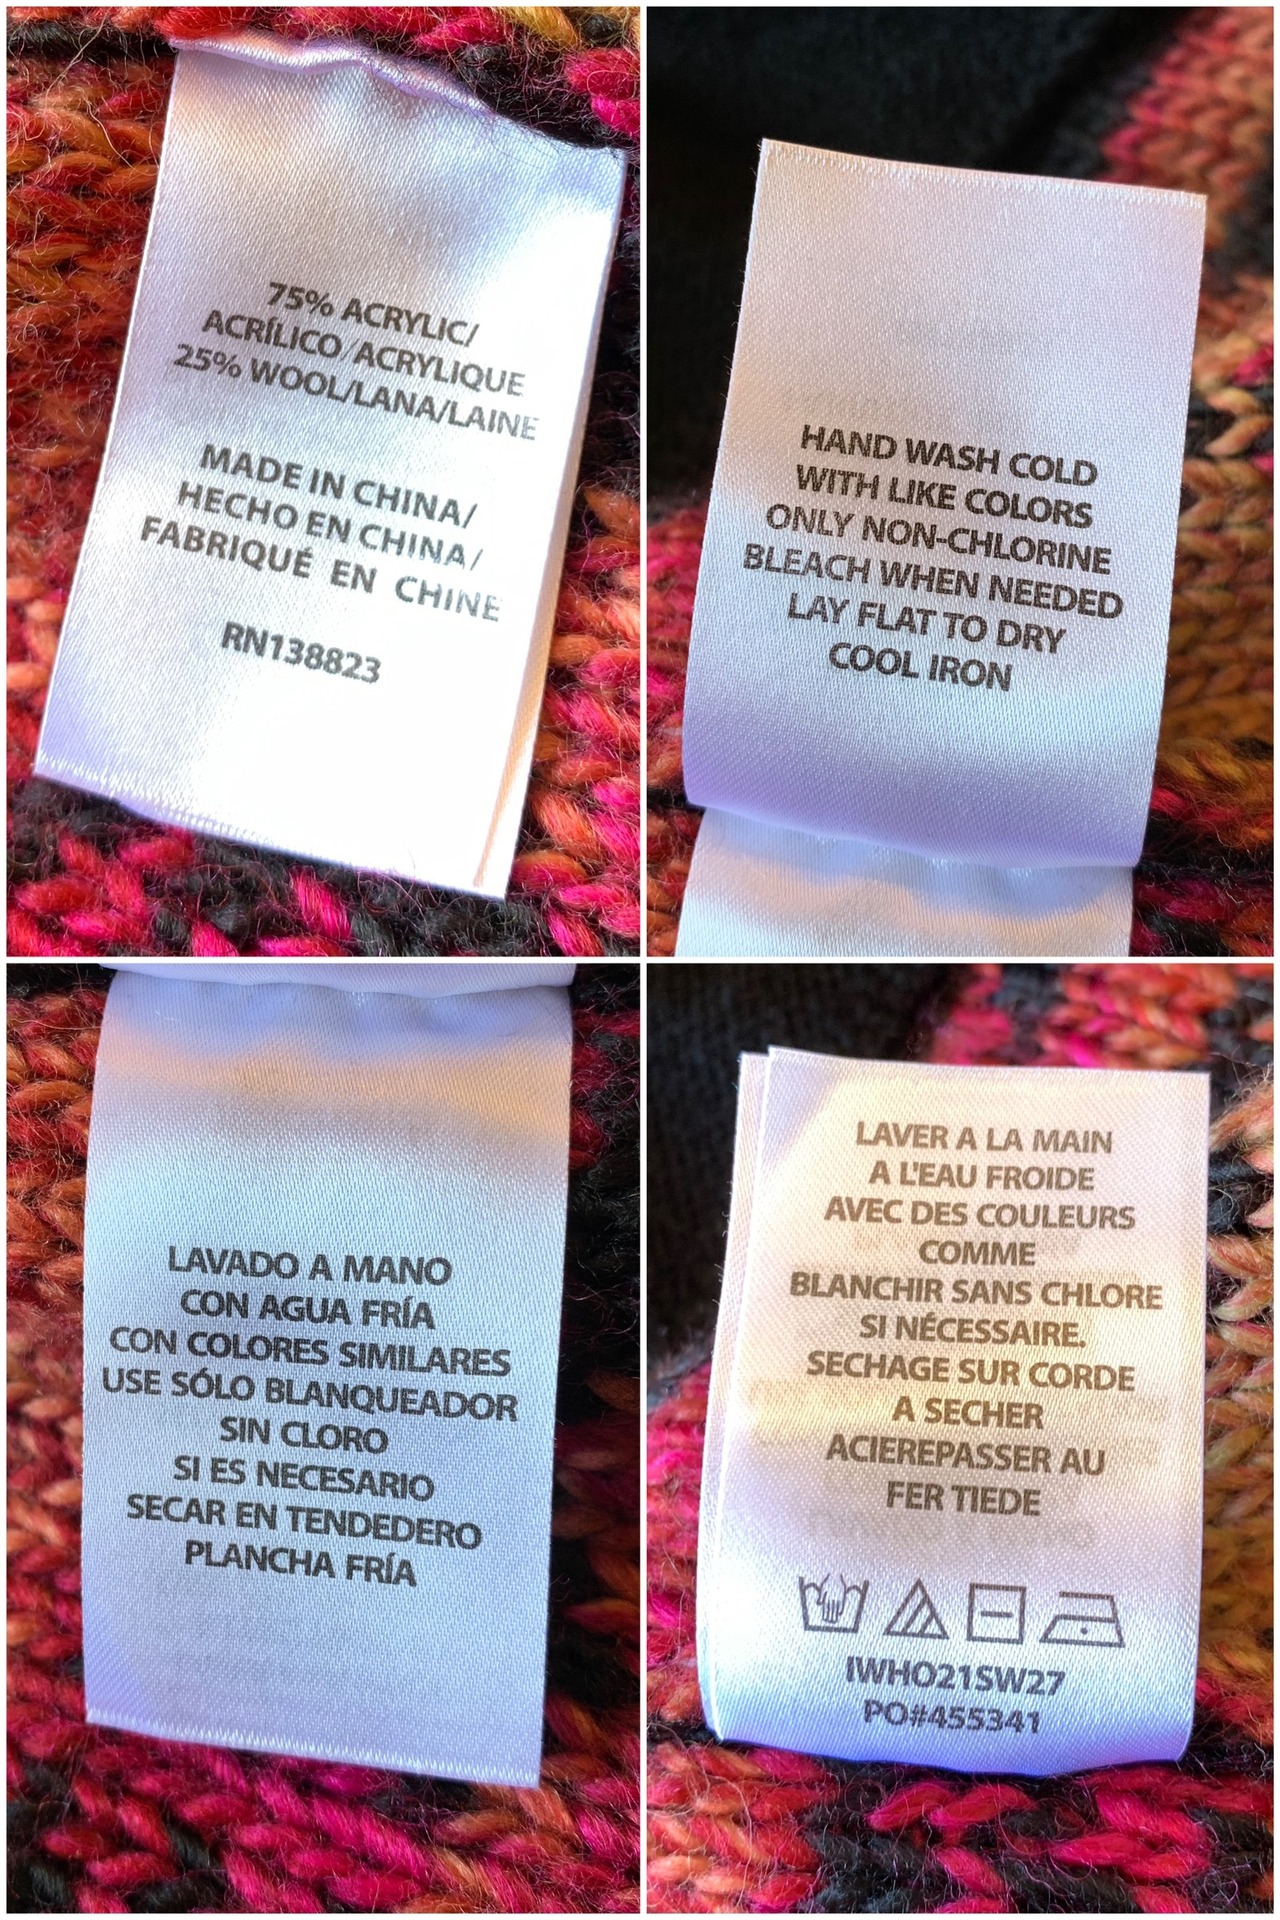 75% ACRYLIC/
ACRÍLICO/ACRYLIQUE
25% WOOL/LANA/LAINE
MADE IN CHINA/
HECHO EN CHINA/
FABRIQUÉ EN CHINE
RN138823
HAND WASH COLD
WITH LIKE COLORS
ONLY NON-CHLORINE
BLEACH WHEN NEEDED
LAY FLAT TO DRY
COOL IRON
LAVADO A MANO
CON AGUA FRÍA
CON COLORES SIMILARES
USE SÓLO BLANQUEADOR
SIN CLORO
SI ES NECESARIO
SECAR EN TENDEDERO
PLANCHA FRÍA
LAVER A LA MAIN
A L'EAU FROIDE
AVEC DES COULEURS
COMME
BLANCHIR SANS CHLORE
SI NÉCESSAIRE.
SECHAGE SUR CORDE
A SECHER
ACIEREPASSER AU
FER TIEDE
IWHO21SW27
PO#455341